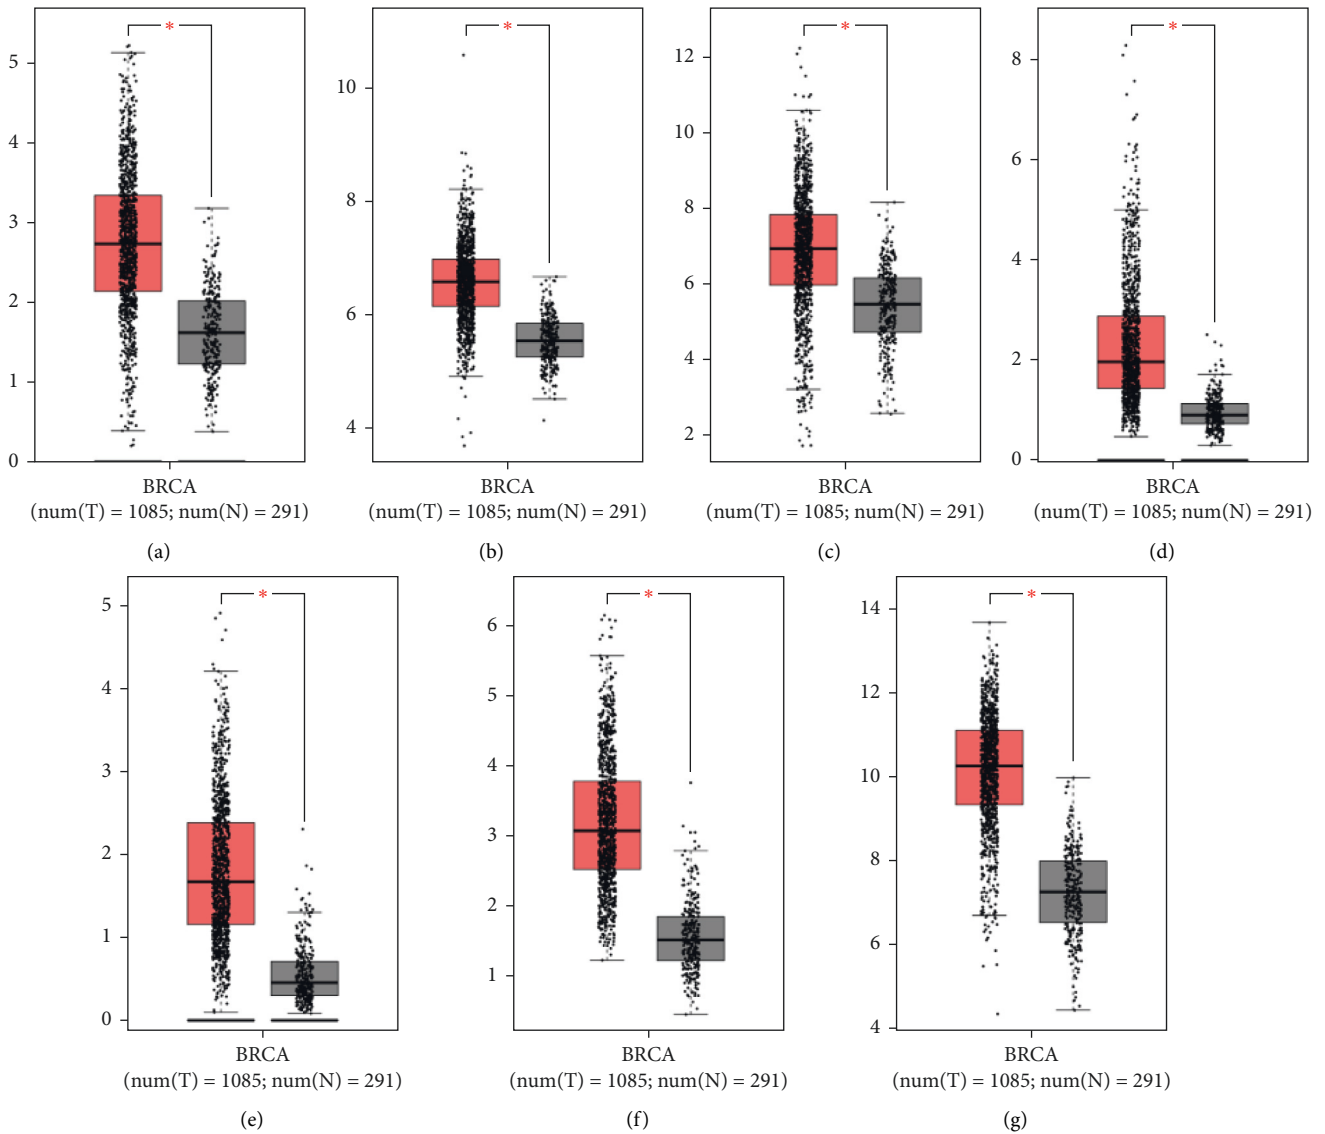 *
5
4
3
2
1
0
BRCA
(num(T) = 1085; num(N) = 291)
(a)
*
10
8
6
4
BRCA
(num(T) = 1085; num(N) = 291)
(b)
*
12
10
8
6
4
2
BRCA
(num(T) = 1085; num(N) = 291)
(c)
*
8
6
4
2
0
BRCA
(num(T) = 1085; num(N) = 291)
(d)
*
5
4
3
2
1
0
BRCA
(num(T) = 1085; num(N) = 291)
(e)
*
6
5
4
3
2
1
BRCA
(num(T) = 1085; num(N) = 291)
(f)
*
14
12
10
8
6
4
BRCA
(num(T) = 1085; num(N) = 291)
(g)